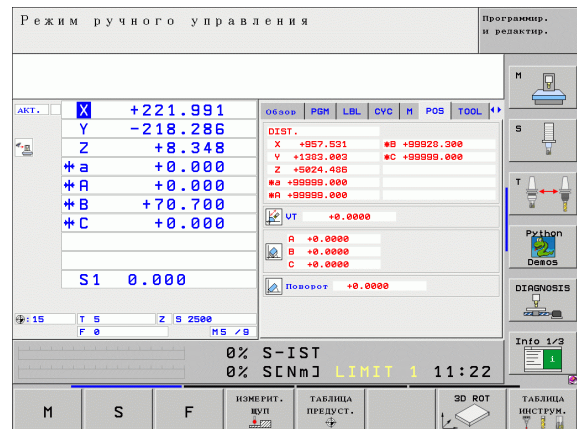 Режим ручного управления
Программир.
и редактир.
АКТ.
X +221.991
Y -218.286
Z +8.348
a +0.000
A +0.000
B +70.700
C +0.000
S1 0.000
:15 T 5 Z S 2500
F 0 M5 /9
Обзор PGM LBL CYC M POS TOOL
DIST.
X +957.531 *B +99928.300
Y +1383.003 *C +99999.000
Z +5024.486
*a +99999.000
*A +99999.000
VT +0.0000
A +0.0000
B +0.0000
C +0.0000
Поворот +0.0000
M
S
T
Python
Demos
DIAGNOSIS
Info 1/3
0% S-IST
0% S[Nm] LIMIT 1 11:22
M
S
F
ИЗМЕРИТ.
ЩУП
ТАБЛИЦА
ПРЕДУСТ.
3D ROT
ТАБЛИЦА
ИНСТРУМ.